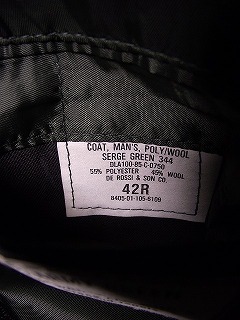 COAT, MAN'S, POLY/WOOL
SERGE GREEN 344
DLA100-85-C-0750
55% POLYESTER 45% WOOL
DE ROSSI & SON CO.
42R
8405-01-105-6109